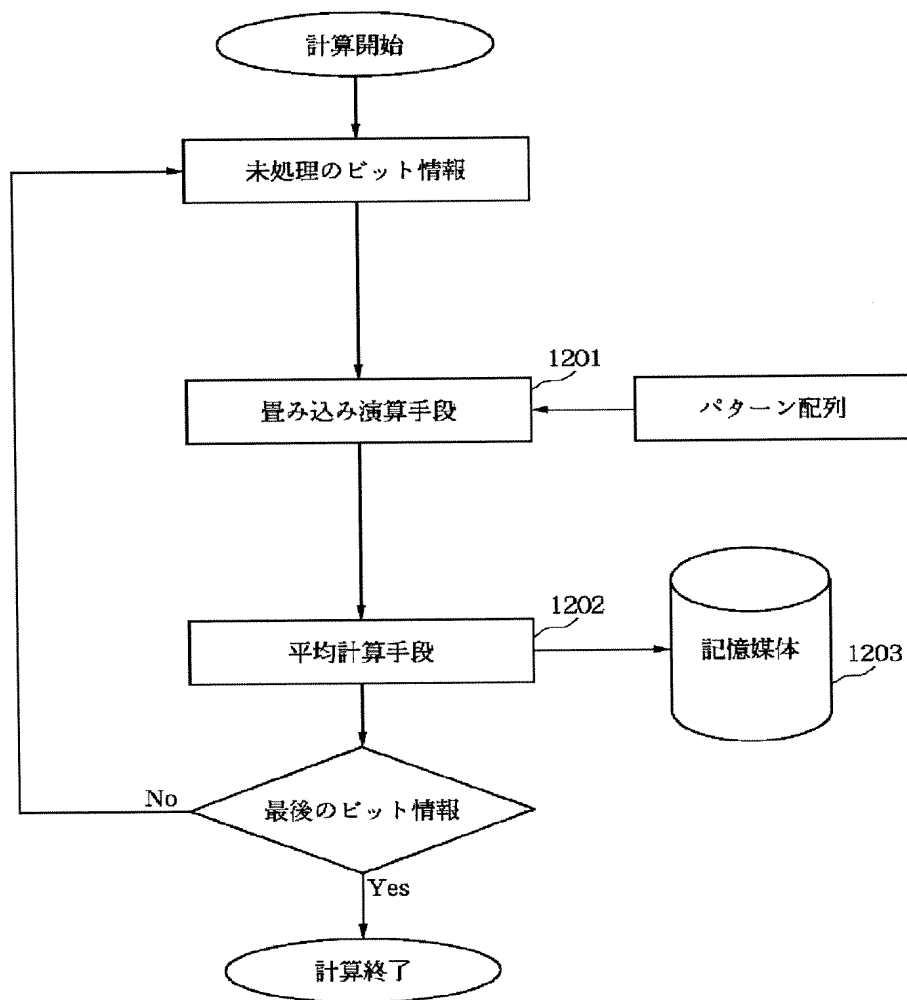 計算開始
未処理のビット情報
1201
畳み込み演算手段
パターン配列
1202
平均計算手段
記憶媒体
1203
No
最後のビット情報
Yes
計算終了